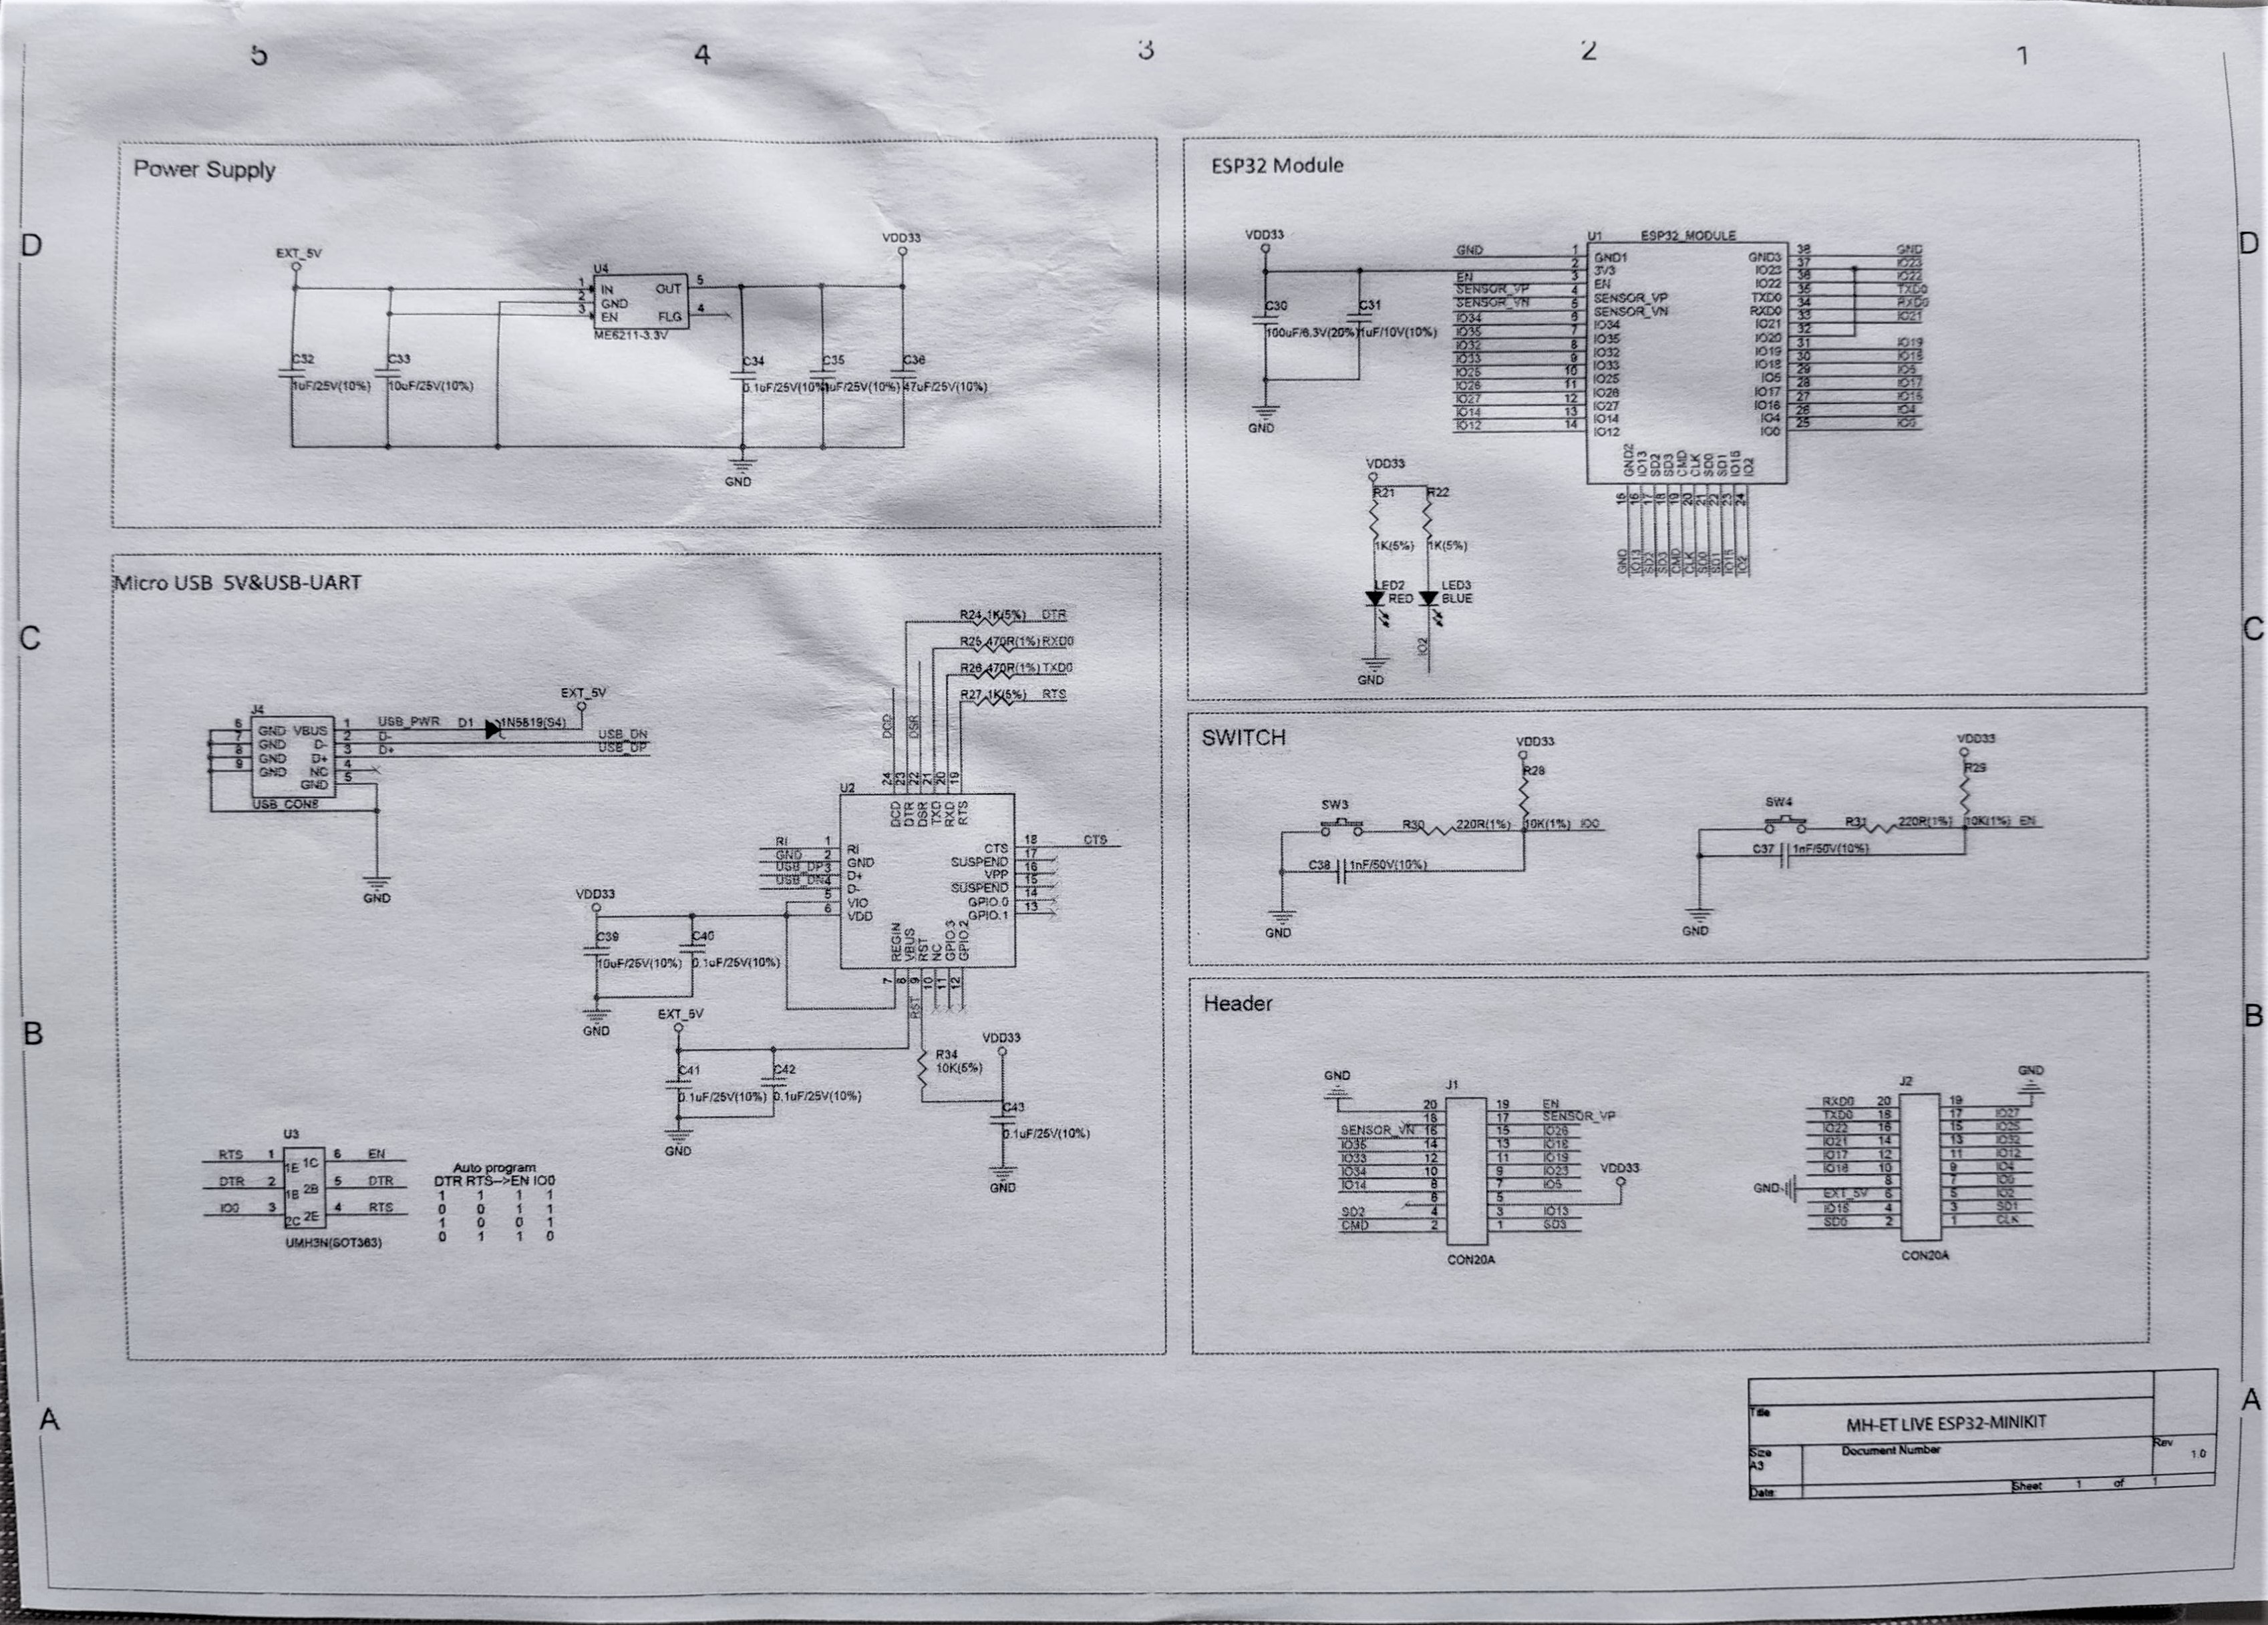 5 4 3 2 1
D D
C C
B B
A A
Power Supply
EXT_5V
VDD33
U4
1 IN OUT 5
2 GND
3 EN FLG 4
ME6211-3.3V
C32
1uF/25V(10%)
C33
10uF/25V(10%)
C34
0.1uF/25V(10%)
C35
1uF/25V(10%)
C36
47uF/25V(10%)
GND
ESP32 Module
VDD33
C30
100uF/6.3V(20%)
C31
1uF/10V(10%)
GND
U1 ESP32_MODULE
GND 1 GND1
2 3V3
EN 3 EN
SENSOR_VP 4 SENSOR_VP
SENSOR_VN 5 SENSOR_VN
IO34 6 IO34
IO35 7 IO35
IO32 8 IO32
IO33 9 IO33
IO25 10 IO25
IO26 11 IO26
IO27 12 IO27
IO14 13 IO14
IO12 14 IO12
GND3 38 GND
IO23 37 IO23
IO22 36 IO22
TXD0 35 TXD0
RXD0 34 RXD0
IO21 33 IO21
IO20 32
IO19 31 IO19
IO18 30 IO18
IO5 29 IO5
IO17 28 IO17
IO16 27 IO16
IO4 26 IO4
IO0 25 IO0
GND2 IO13 SD2 SD3 CMD CLK SD0 SD1 IO15 IO2
15 16 17 18 19 20 21 22 23 24
GND IO13 SD2 SD3 CMD CLK SD0 SD1 IO15 IO2
VDD33
R21 R22
1K(5%) 1K(5%)
LED2 LED3
RED BLUE
IO2
GND
Micro USB 5V&USB-UART
J4
6 GND VBUS 1 USB_PWR D1 1N5819(S4) EXT_5V
7 GND D- 2 D- USB_DN
8 GND D+ 3 D+ USB_DP
9 GND NC 4
GND 5
USB_CON8
GND
R24 1K(5%) DTR
R25 470R(1%) RXD0
R26 470R(1%) TXD0
R27 1K(5%) RTS
DCD DSR
24 23 22 21 20 19
U2
DCD DTR DSR TXD RXD RTS
RI 1 RI
GND 2 GND
USB_DP 3 D+
USB_DN 4 D-
5 VIO
6 VDD
CTS 18 CTS
SUSPEND 17
VPP 16
SUSPEND 15
GPIO.0 14
GPIO.1 13
REGIN VBUS RST NC GPIO.3 GPIO.2
7 8 9 10 11 12
RST
VDD33
C39
10uF/25V(10%)
C40
0.1uF/25V(10%)
GND
EXT_5V
C41
0.1uF/25V(10%)
C42
0.1uF/25V(10%)
GND
R34
10K(5%)
VDD33
C43
0.1uF/25V(10%)
GND
U3
RTS 1 1E 1C 6 EN
DTR 2 1B 2B 5 DTR
IO0 3 2C 2E 4 RTS
UMH3N(SOT363)
Auto program
DTR RTS-->EN IO0
1 1 1 1
0 0 1 1
1 0 0 1
0 1 1 0
SWITCH
VDD33
R28
SW3
R30 220R(1%) 10K(1%) IO0
C38 1nF/50V(10%)
GND
VDD33
R29
SW4
R31 220R(1%) 10K(1%) EN
C37 1nF/50V(10%)
GND
Header
GND
J1
20 19 EN
18 17 SENSOR_VP
SENSOR_VN 16 15 IO26
IO35 14 13 IO18
IO33 12 11 IO19
IO34 10 9 IO23
IO14 8 7 IO5
6 5 VDD33
SD2 4 3 IO13
CMD 2 1 SD3
CON20A
J2
GND
RXD0 20 19
TXD0 18 17 IO27
IO22 16 15 IO25
IO21 14 13 IO32
IO17 12 11 IO12
IO16 10 9 IO4
GND 8 7 IO0
EXT_5V 6 5 IO2
IO15 4 3 SD1
SD0 2 1 CLK
CON20A
Title
MH-ET LIVE ESP32-MINIKIT
Size
A3
Document Number
Rev
1.0
Date:
Sheet 1 of 1